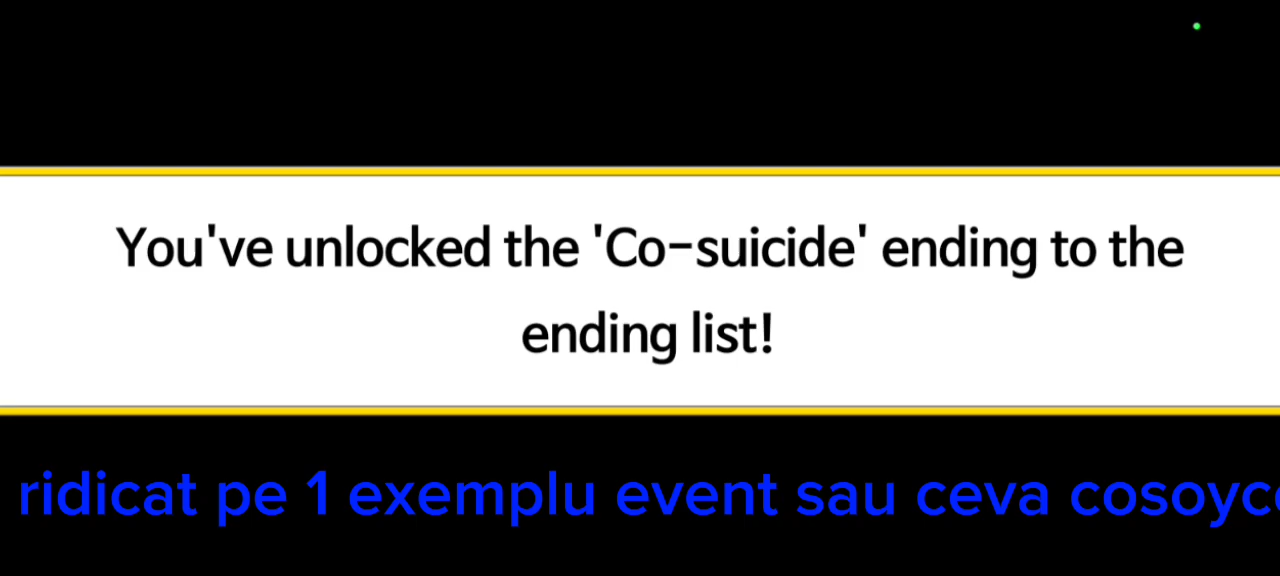 You've unlocked the 'Co-suicide' ending to the
ending list!
ridicat pe 1 exemplu event sau ceva